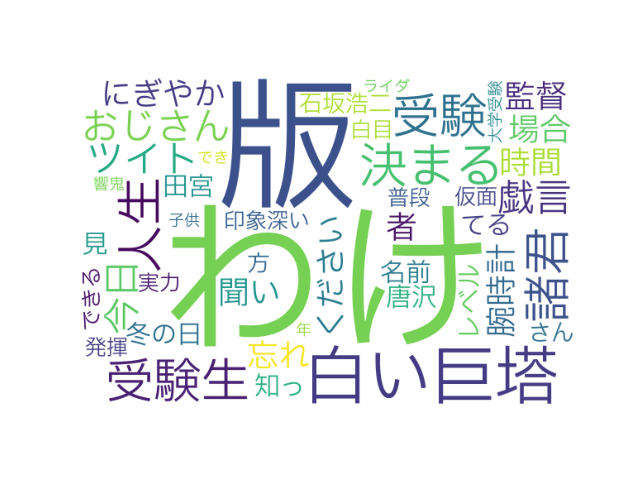 にぎやか
版
石坂浩二
ライダ
受験
大学受験
監督
おじさん
白目
場合
ツイト
でき
決まる
時間
響鬼
田宮
人生
子供
印象深い
普段
仮面
戯言
わけ
者
てる
見
できる
今日
実力
聞い
方
ください
名前
唐沢
レベル
腕時計
諸君
さん
発揮
冬の日
忘れ
年
受験生
知っ
白い巨塔